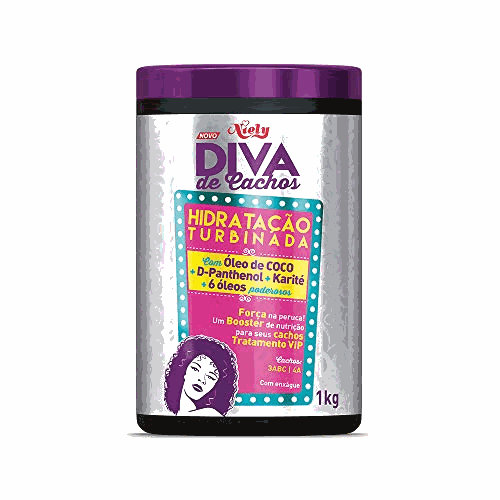 Niely
NOVO
DIVA
de Cachos
HIDRATAÇÃO
TURBINADA
Com Óleo de COCO
+ D-Panthenol + Karité
+ 6 óleos poderosos
Força na peruca!
Um Booster de nutrição
para seus cachos
Tratamento VIP
Cachos:
3ABC | 4A
Com enxágue
1kg